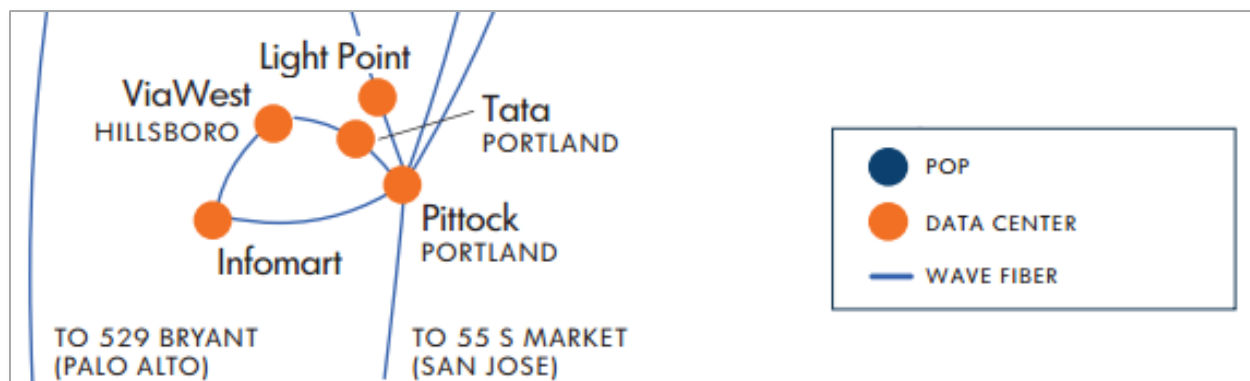 Light Point
ViaWest
HILLSBORO
Tata
PORTLAND
Pittock
PORTLAND
Infomart
TO 529 BRYANT
(PALO ALTO)
TO 55 S MARKET
(SAN JOSE)
POP
DATA CENTER
WAVE FIBER